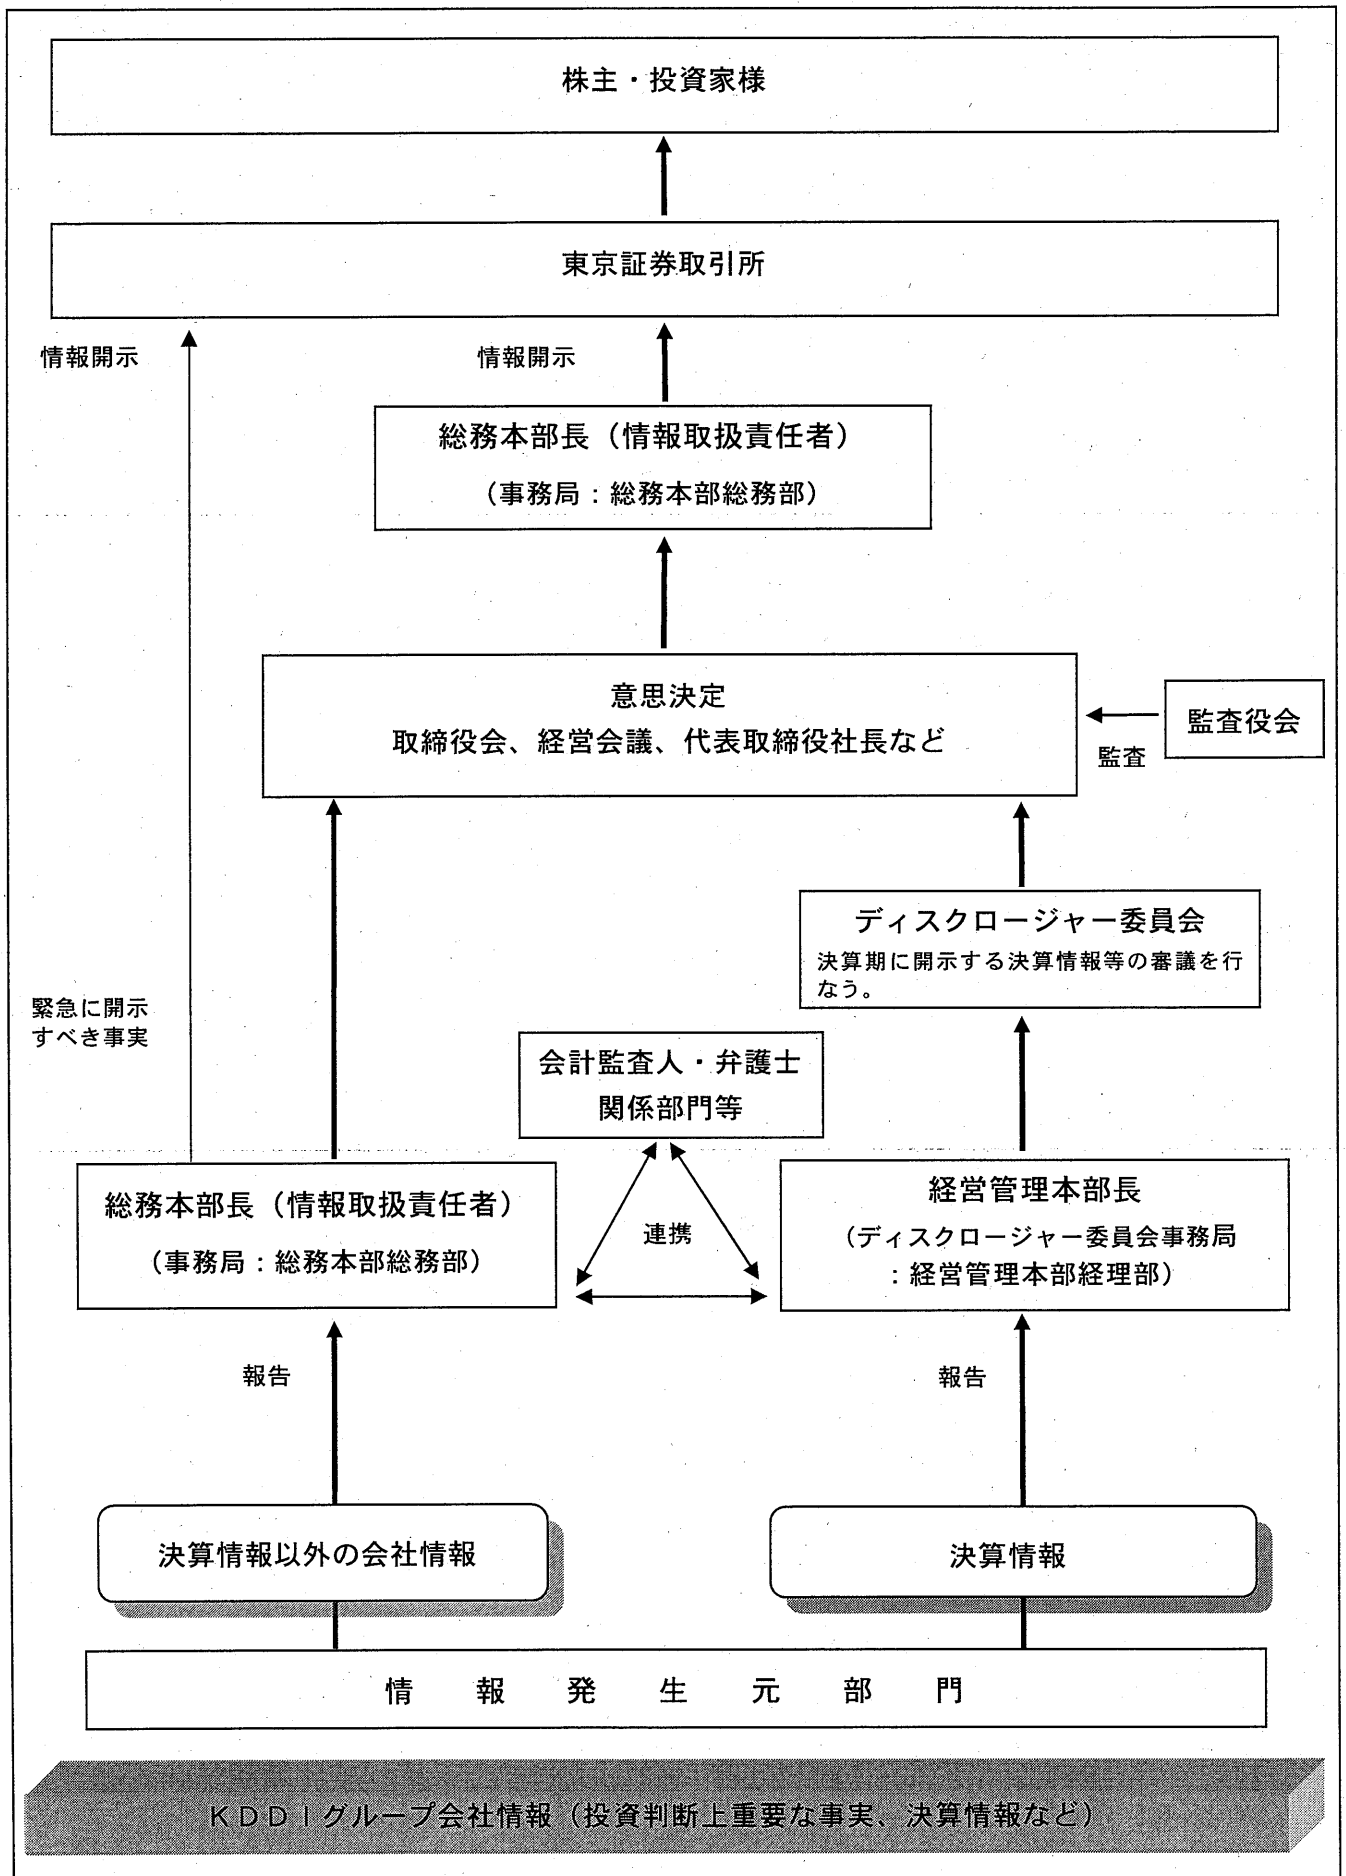 株主・投資家様
東京証券取引所
情報開示
情報開示
総務本部長（情報取扱責任者）
（事務局：総務本部総務部）
意思決定
取締役会、経営会議、代表取締役社長など
監査役会
監査
ディスクロージャー委員会
決算期に開示する決算情報等の審議を行
なう。
緊急に開示
すべき事実
会計監査人・弁護士
関係部門等
総務本部長（情報取扱責任者）
（事務局：総務本部総務部）
連携
経営管理本部長
（ディスクロージャー委員会事務局
：経営管理本部経理部）
報告
報告
決算情報以外の会社情報
決算情報
情報発生元部門
ＫＤＤＩグループ会社情報（投資判断上重要な事実、決算情報など）